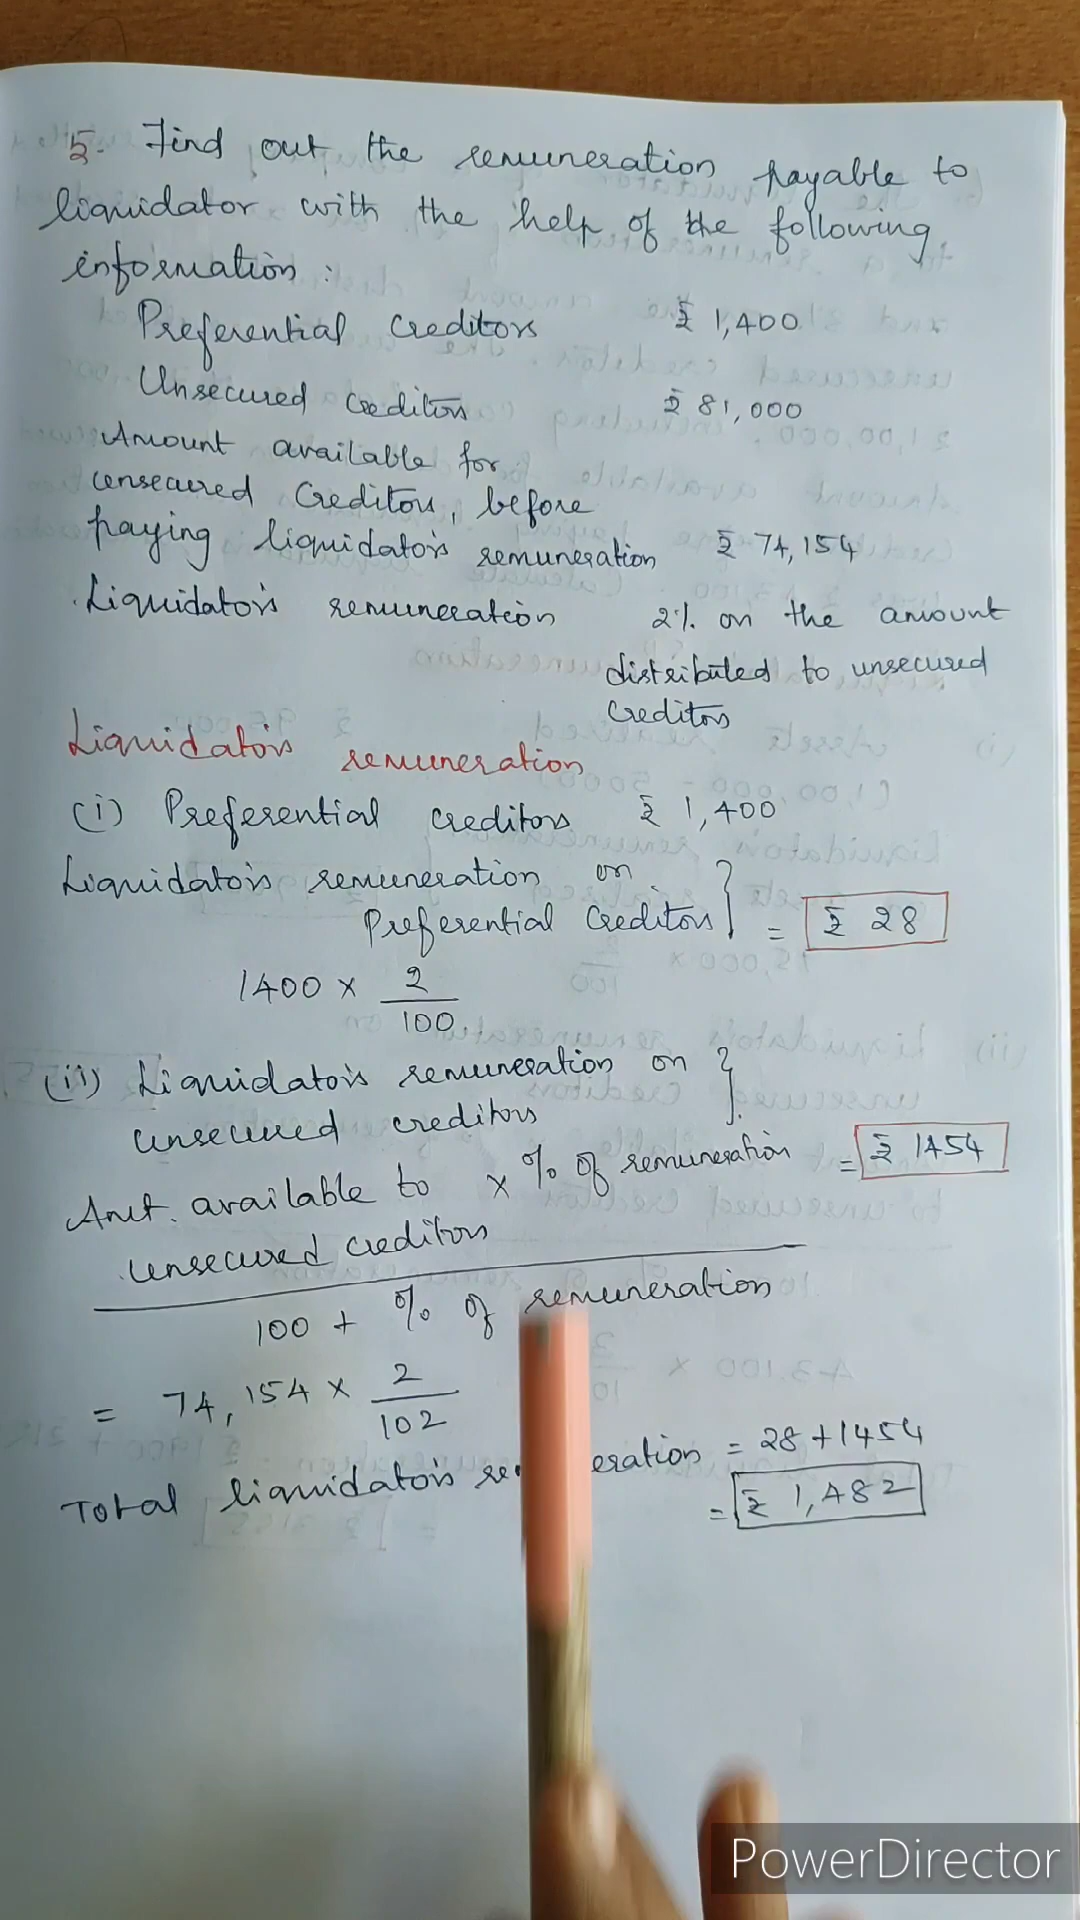 5. Find out the remuneration payable to
liquidator with the help of the following
information :
Preferential Creditors ₹ 1,400
Unsecured Creditors ₹ 81,000
Amount available for
unsecured Creditors, before
paying liquidator's remuneration ₹ 74,154
Liquidator's remuneration 2% on the amount
distributed to unsecured
Creditors
Liquidator's remuneration
(i) Preferential creditors ₹ 1,400
Liquidator's remuneration on }
Preferential Creditors = ₹ 28
1400 × 2
100
(ii) Liquidator's remuneration on }
unsecured creditors
Amt. available to × % of remuneration = ₹ 1454
unsecured creditors
100 + % of remuneration
= 74,154 × 2
102
Total liquidator's re eration = 28 + 1454
= ₹ 1,482
PowerDirector